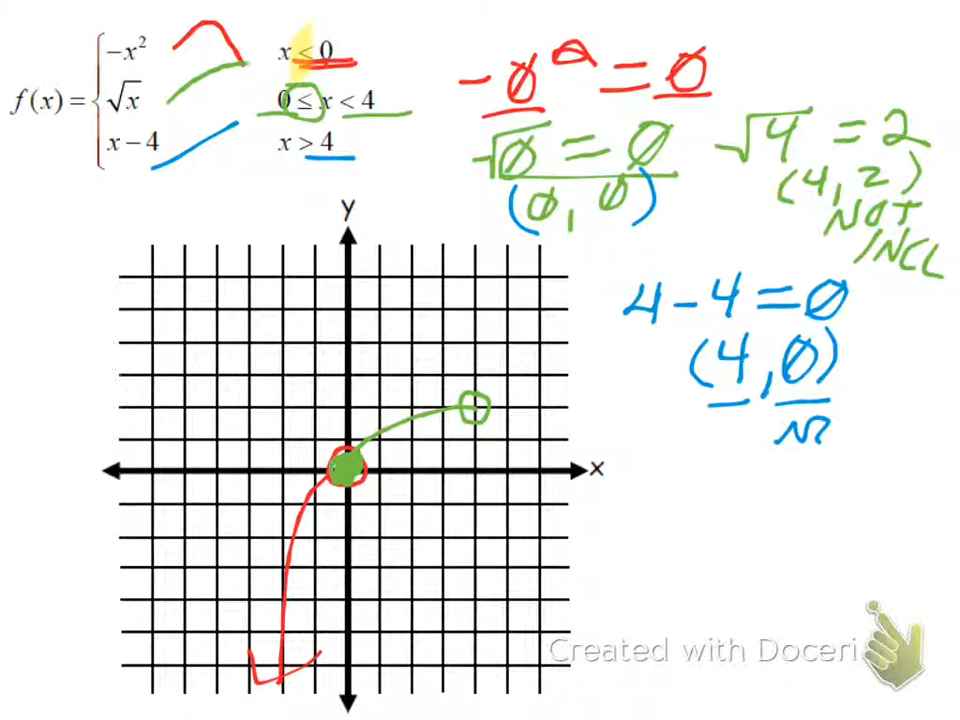 f(x) = { -x² x < 0
√x 0 ≤ x < 4
x - 4 x > 4
-0² = 0
√0 = 0
(0, 0)
√4 = 2
(4, 2)
NOT
INCL
4 - 4 = 0
(4, 0)
y
x
Created with Doceri